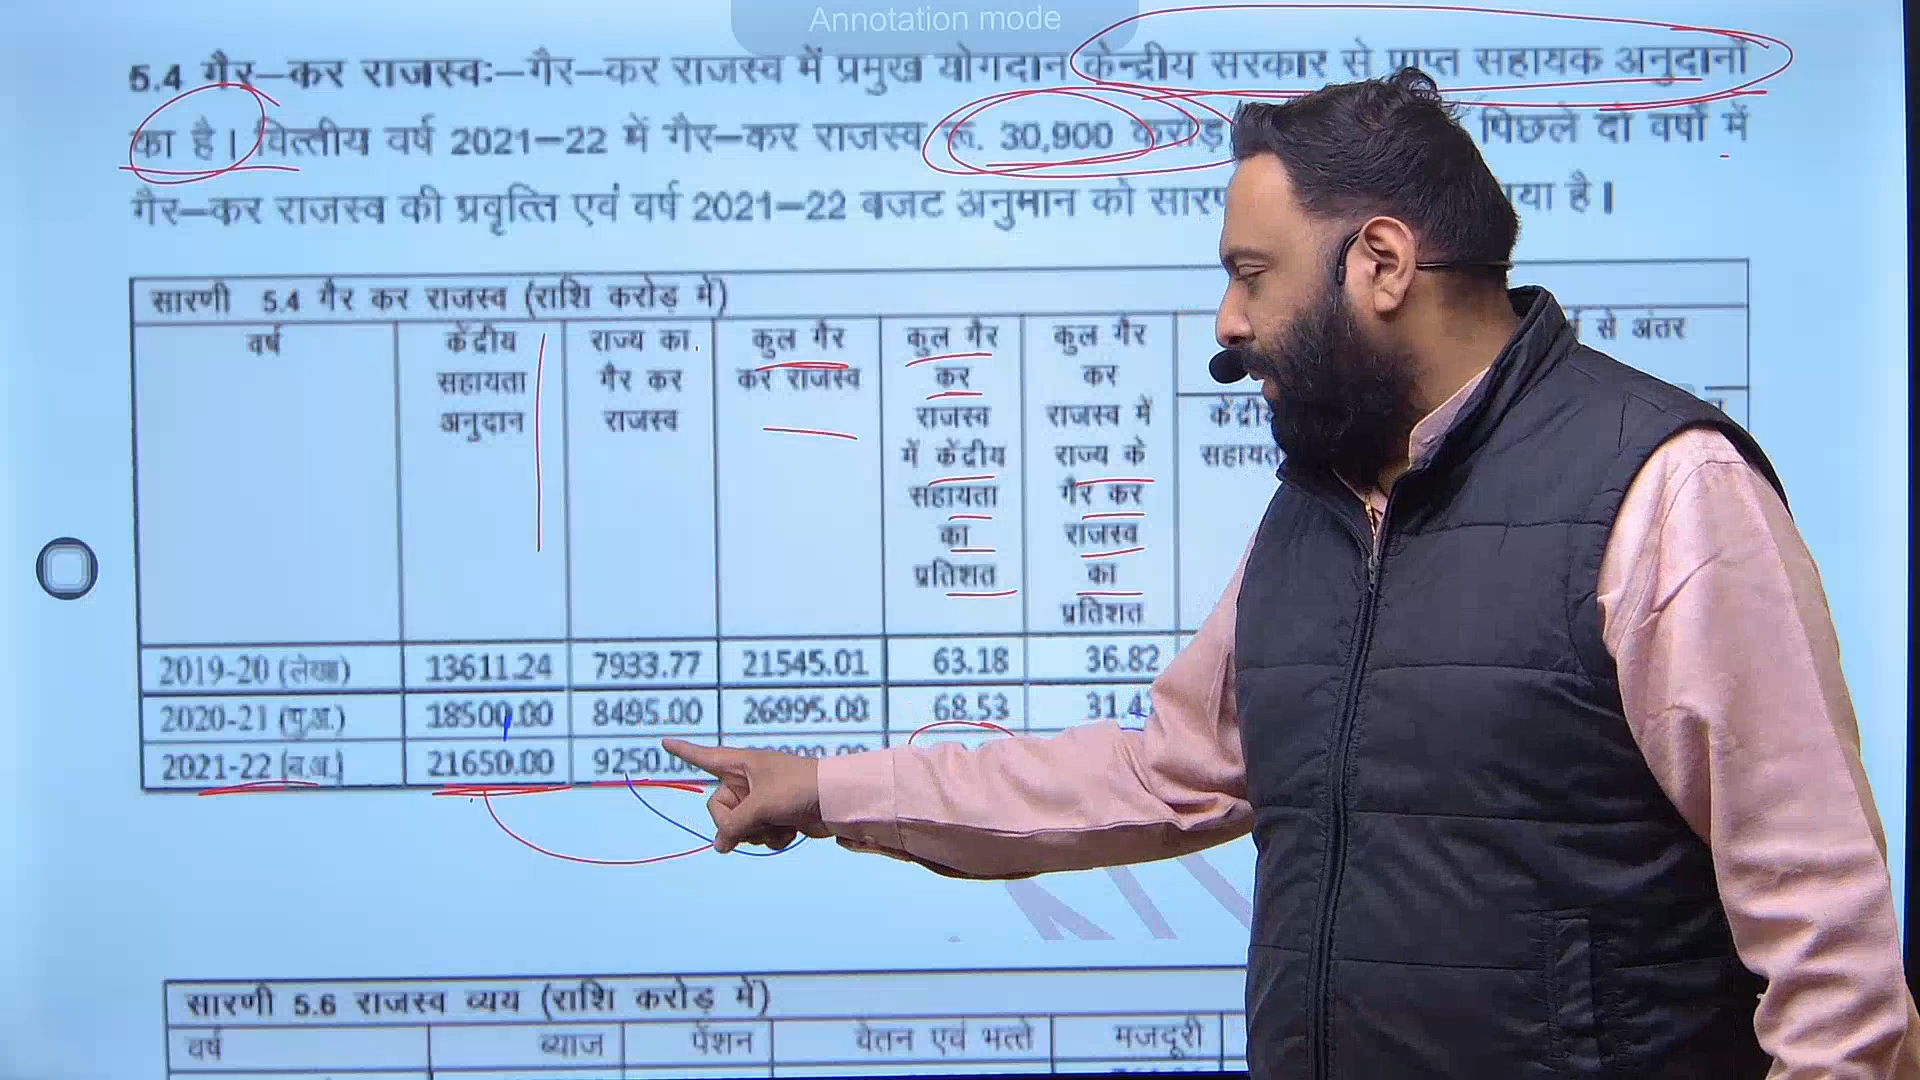 Annotation mode
5.4 गैर–कर राजस्वः–गैर–कर राजस्व में प्रमुख योगदान केन्द्रीय सरकार से प्राप्त सहायक अनुदानों
का है। वित्तीय वर्ष 2021–22 में गैर–कर राजस्व रू. 30,900 करोड़ पिछले दो वर्षों में
गैर–कर राजस्व की प्रवृत्ति एवं वर्ष 2021–22 बजट अनुमान को या है।
सारणी 5.4 गैर कर राजस्व (राशि करोड़ में)
वर्ष केंद्रीय राज्य का कुल गैर कुल गैर कुल गैर से अंतर
सहायता गैर कर कर राजस्व कर कर
अनुदान राजस्व राजस्व राजस्व में
में केंद्रीय राज्य के
सहायता गैर कर
का राजस्व
प्रतिशत का
प्रतिशत
2019-20 (लेखा) 13611.24 7933.77 21545.01 63.18 36.82
2020-21 (पु.अ.) 18500.00 8495.00 26995.00 68.53 31.4
2021-22 (ब.अ.) 21650.00 9250.0
सारणी 5.6 राजस्व व्यय (राशि करोड़ में)
वर्ष ब्याज पेंशन वेतन एवं भत्ते मजदूरी